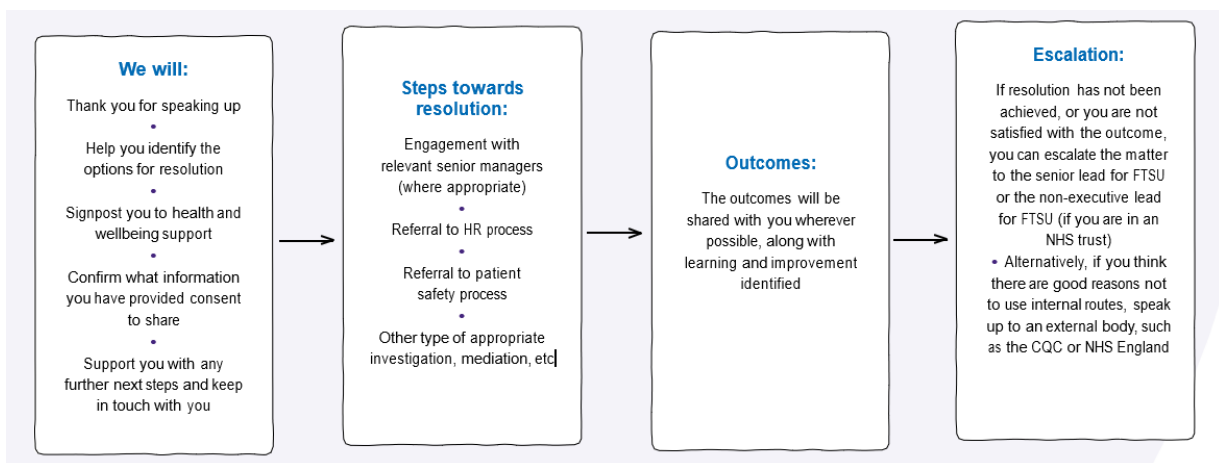 We will:
Thank you for speaking up
•
Help you identify the
options for resolution
•
Signpost you to health and
wellbeing support
•
Confirm what information
you have provided consent
to share
•
Support you with any
further next steps and keep
in touch with you
Steps towards
resolution:
Engagement with
relevant senior managers
(where appropriate)
•
Referral to HR process
•
Referral to patient
safety process
•
Other type of appropriate
investigation, mediation, etc
Outcomes:
The outcomes will be
shared with you wherever
possible, along with
learning and improvement
identified
Escalation:
If resolution has not been
achieved, or you are not
satisfied with the outcome,
you can escalate the matter
to the senior lead for FTSU
or the non-executive lead
for FTSU (if you are in an
NHS trust)
• Alternatively, if you think
there are good reasons not
to use internal routes, speak
up to an external body, such
as the CQC or NHS England